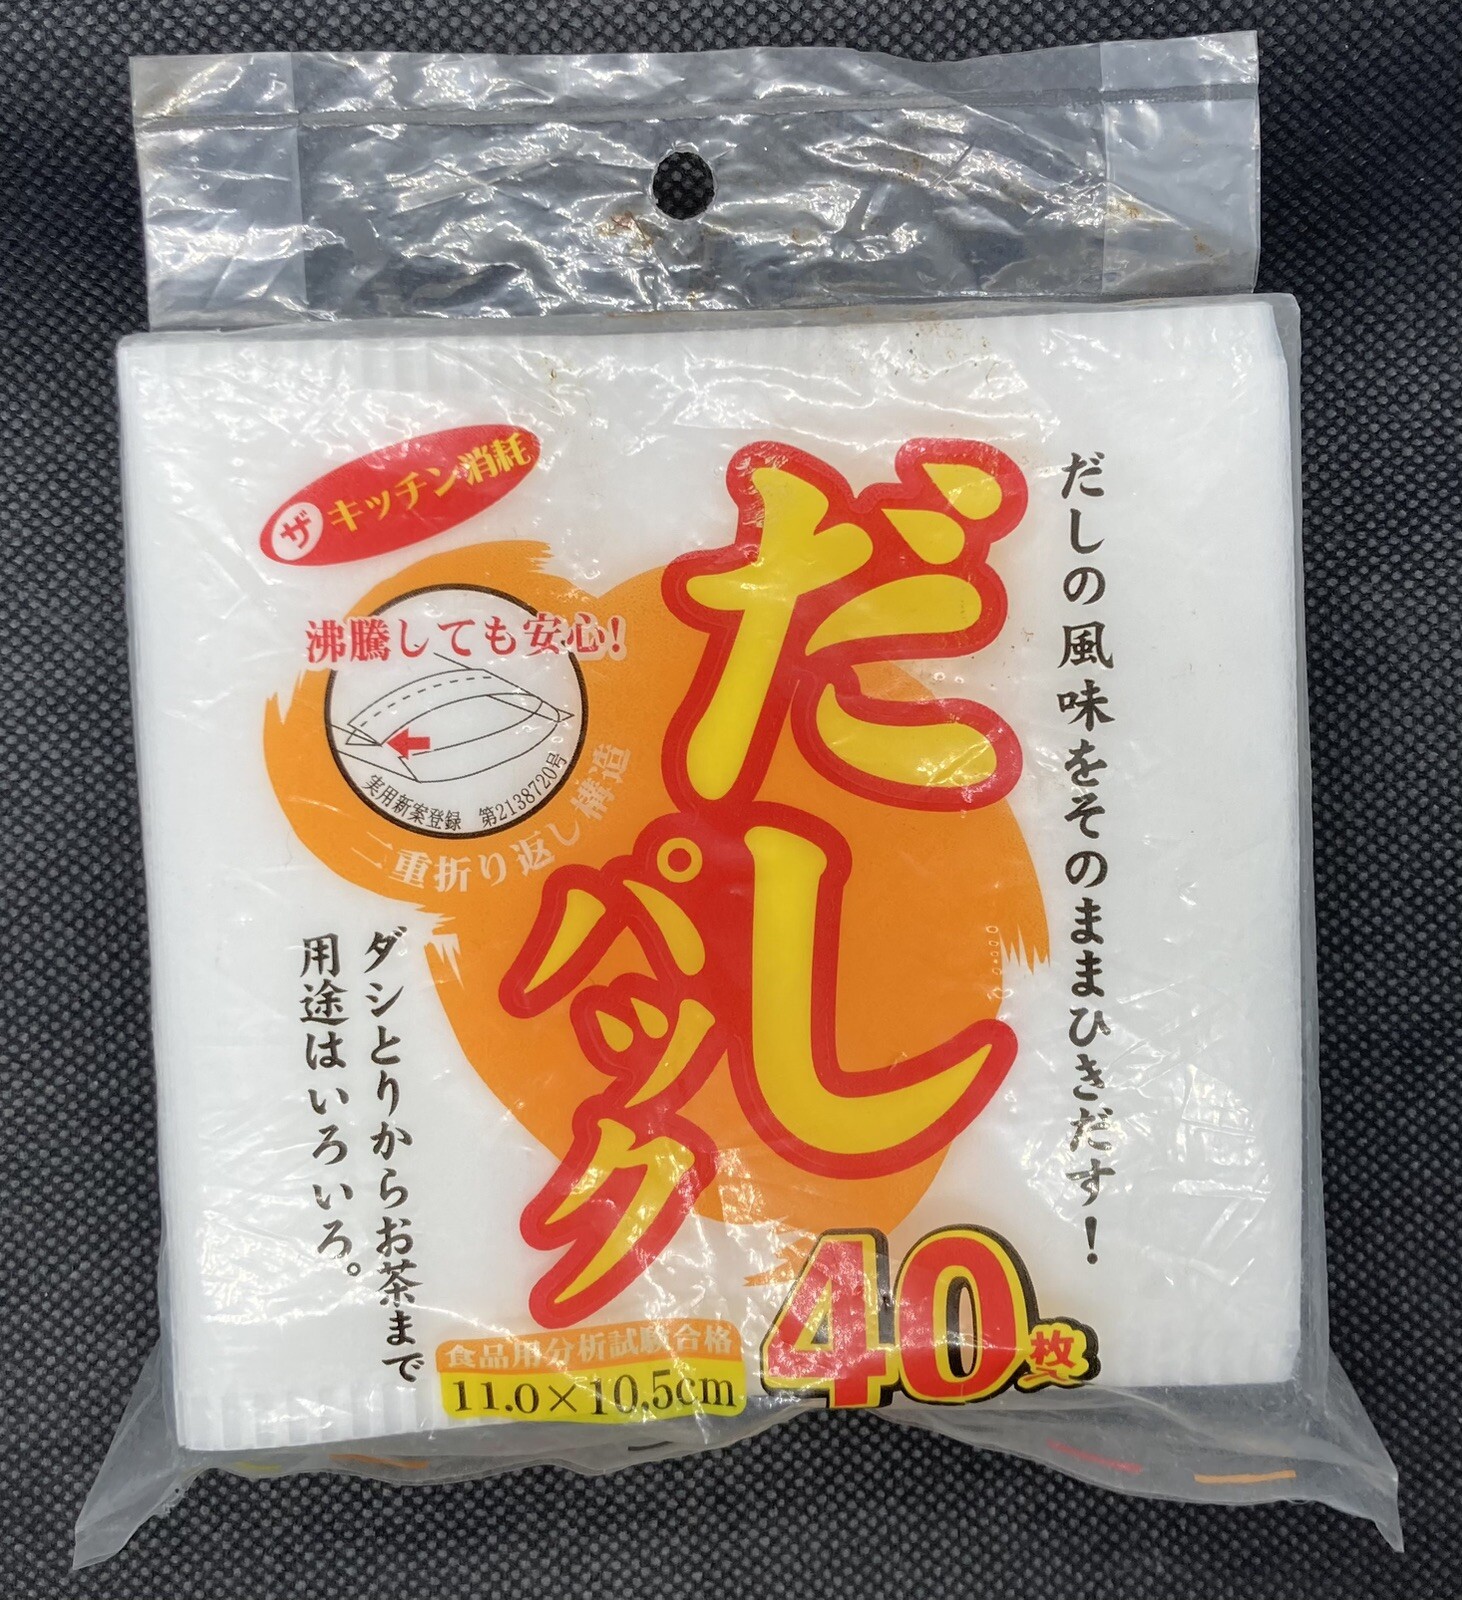 ザ キッチン消耗
沸騰しても安心!
実用新案登録 第2138720号
二重折り返し構造
だしの風味をそのままひきだす!
だし
パック
ダシとりからお茶まで
用途はいろいろ。
食品用分析試験合格
11.0×10.5cm
40枚入